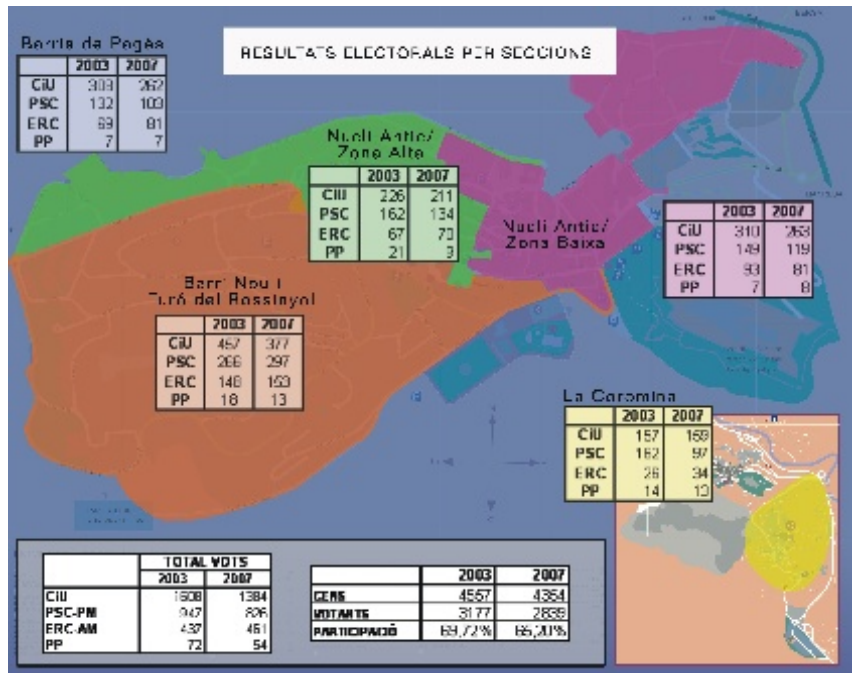 RESULTATS ELECTORALS PER SECCIONS
Barris de Pagès
2003 2007
CiU 262
PSC 132
ERC 69 81
PP 7 7
Nucli Antic/
Zona Alta
2003 2007
CiU 226 211
PSC 162 134
ERC 67 70
PP 21 9
Nucli Antic/
Zona Baixa
2003 2007
CiU 310 263
PSC 149 119
ERC 93 81
PP 7 8
Barri Nou i
Turó del Rossinyol
2003 2007
CiU 457 377
PSC 266 297
ERC 148 153
PP 18 13
La Coromina
2003 2007
CiU 157 159
PSC 162 97
ERC 26 34
PP 14 10
TOTAL VOTS
2003 2007
CiU 1608 1384
PSC-PM 947 826
ERC-AM 437 461
PP 72 54
2003 2007
CENS 4557 4354
VOTANTS 3177 2839
PARTICIPACIÓ 69,72% 65,20%